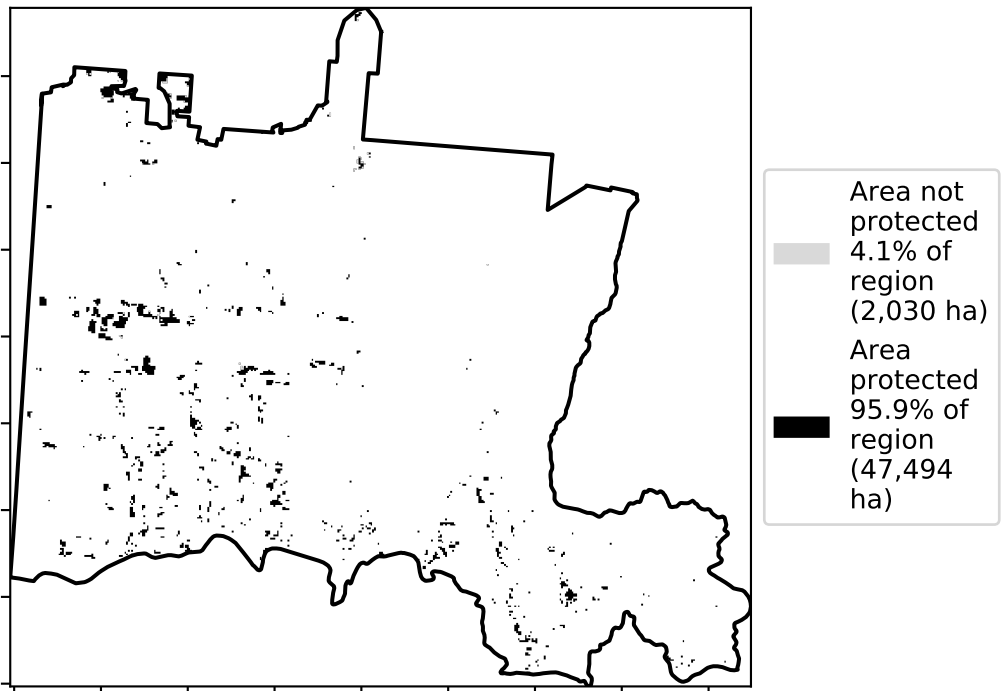 Area not
protected
4.1% of
region
(2,030 ha)
Area
protected
95.9% of
region
(47,494
ha)